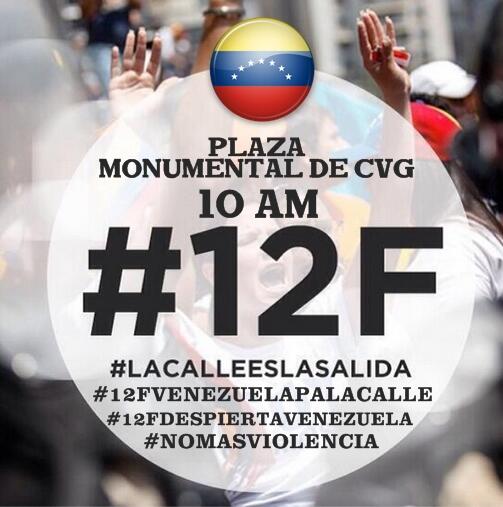 PLAZA
MONUMENTAL DE CVG
10 AM
#12F
#LACALLEESLASALIDA
#12FVENEZUELAPALACALLE
#12FDESPIERTAVENEZUELA
#NOMASVIOLENCIA